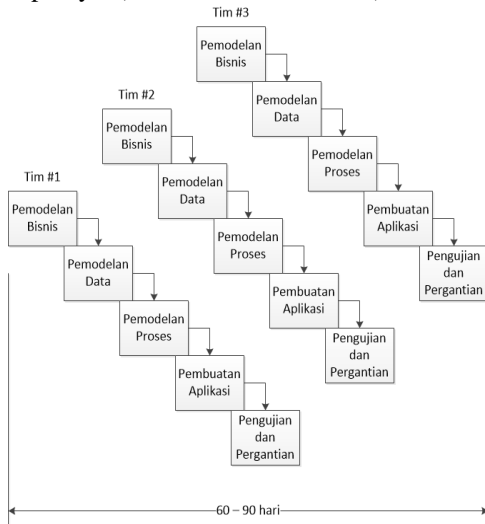 Tim #3
Pemodelan
Bisnis
Pemodelan
Data
Pemodelan
Proses
Pembuatan
Aplikasi
Pengujian
dan
Pergantian
Tim #2
Pemodelan
Bisnis
Pemodelan
Data
Pemodelan
Proses
Pembuatan
Aplikasi
Pengujian
dan
Pergantian
Tim #1
Pemodelan
Bisnis
Pemodelan
Data
Pemodelan
Proses
Pembuatan
Aplikasi
Pengujian
dan
Pergantian
60 – 90 hari